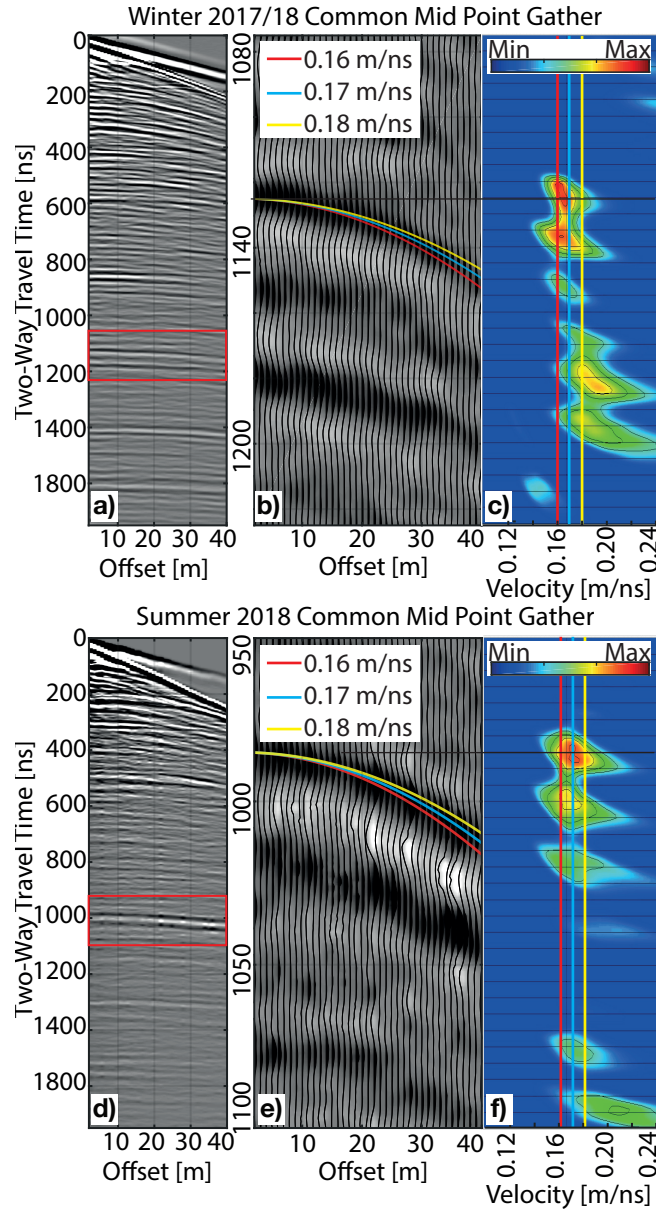 Winter 2017/18 Common Mid Point Gather
0
200
400
600
800
1000
1200
1400
1600
1800
Two-Way Travel Time [ns]
a)
10 20 30 40
Offset [m]
1080
1140
1200
0.16 m/ns
0.17 m/ns
0.18 m/ns
b)
10 20 30 40
Offset [m]
Min Max
c)
0.12 0.16 0.20 0.24
Velocity [m/ns]
Summer 2018 Common Mid Point Gather
0
200
400
600
800
1000
1200
1400
1600
1800
Two-Way Travel Time [ns]
d)
10 20 30 40
Offset [m]
950
1000
1050
1100
0.16 m/ns
0.17 m/ns
0.18 m/ns
e)
10 20 30 40
Offset [m]
Min Max
f)
0.12 0.16 0.20 0.24
Velocity [m/ns]